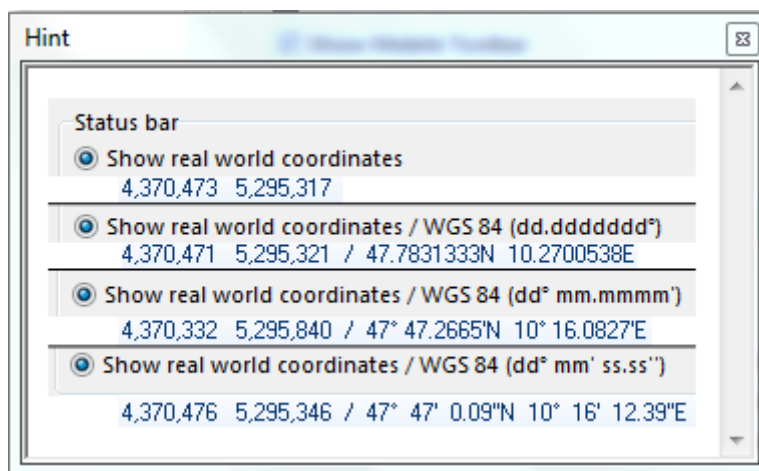 Hint
Status bar
Show real world coordinates
4,370,473 5,295,317
Show real world coordinates / WGS 84 (dd.ddddddd°)
4,370,471 5,295,321 / 47.7831333N 10.2700538E
Show real world coordinates / WGS 84 (dd° mm.mmmm')
4,370,332 5,295,840 / 47° 47.2665'N 10° 16.0827'E
Show real world coordinates / WGS 84 (dd° mm' ss.ss'')
4,370,476 5,295,346 / 47° 47' 0.09"N 10° 16' 12.39"E